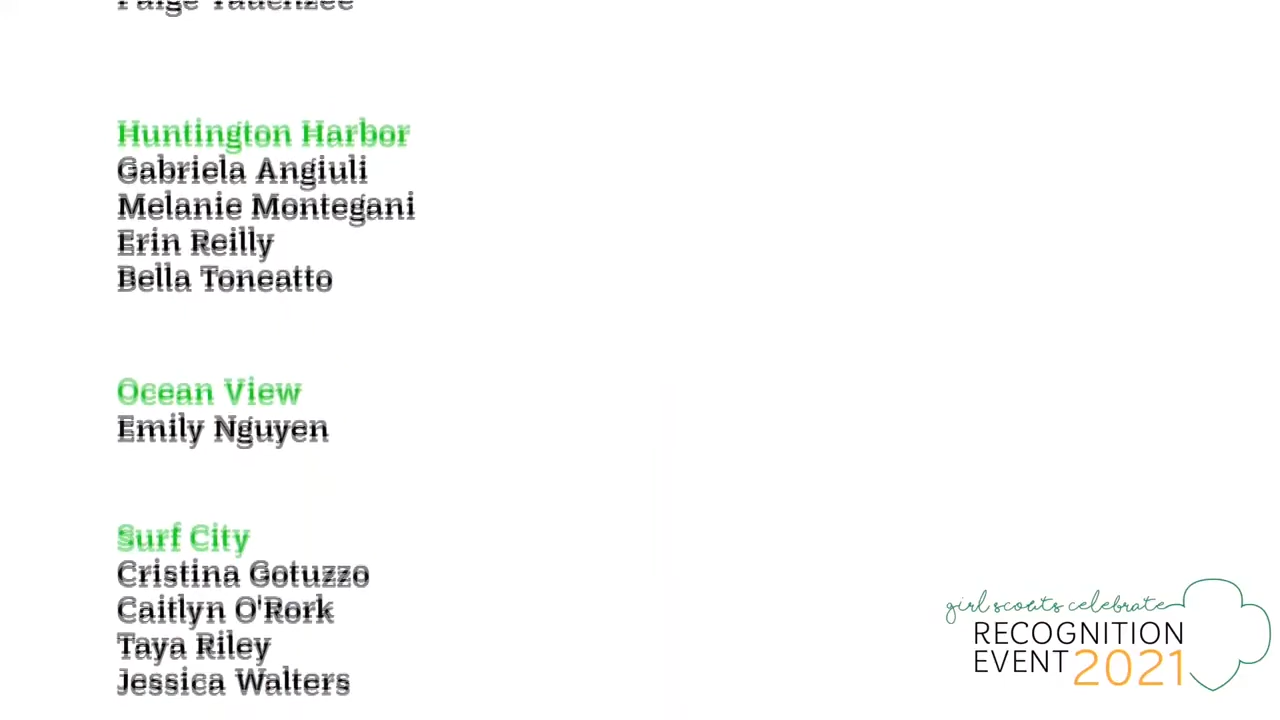 Huntington Harbor
Gabriela Angiuli
Melanie Montegani
Erin Reilly
Bella Toneatto
Ocean View
Emily Nguyen
Surf City
Cristina Gotuzzo
Caitlyn O'Rork
Taya Riley
Jessica Walters
girl scouts celebrate
RECOGNITION
EVENT 2021